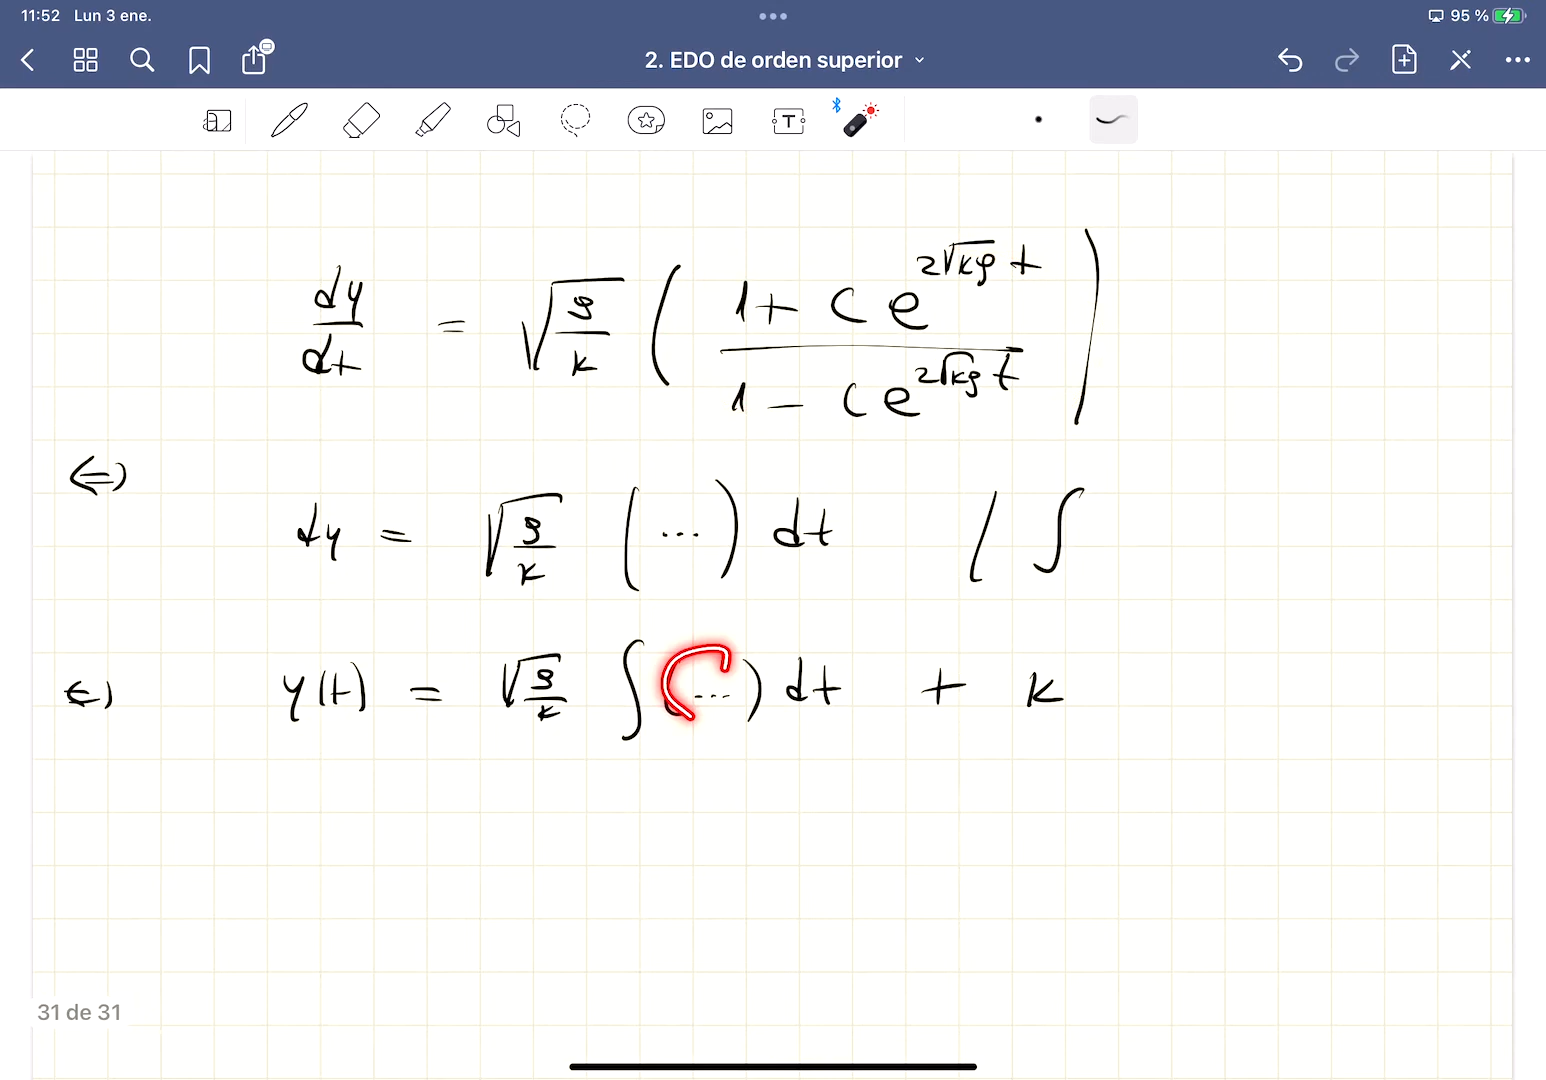 11:52 Lun 3 ene. 95 %
2. EDO de orden superior
T
dy/dt = √(g/k) ( (1 + C e^(2√(kg) t)) / (1 - C e^(2√(kg) t)) )
⇔ dy = √(g/k) (...) dt / ∫
⇔ y(t) = √(g/k) ∫ (...) dt + k
31 de 31